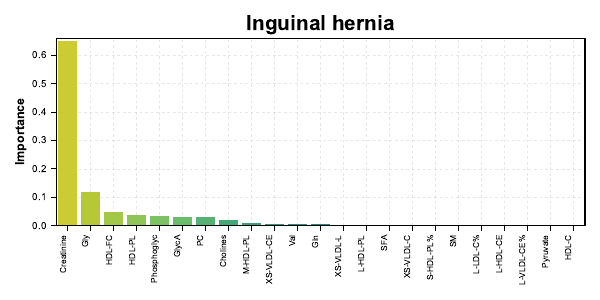 Inguinal hernia
Importance
0.6
0.5
0.4
0.3
0.2
0.1
0.0
Creatinine
Gly
HDL-FC
HDL-PL
Phosphoglyc
GlycA
PC
Cholines
M-HDL-PL
XS-VLDL-CE
Val
Gln
XS-VLDL-L
L-HDL-PL
SFA
XS-VLDL-C
S-HDL-PL%
SM
L-LDL-C%
L-HDL-CE
L-VLDL-CE%
Pyruvate
HDL-C